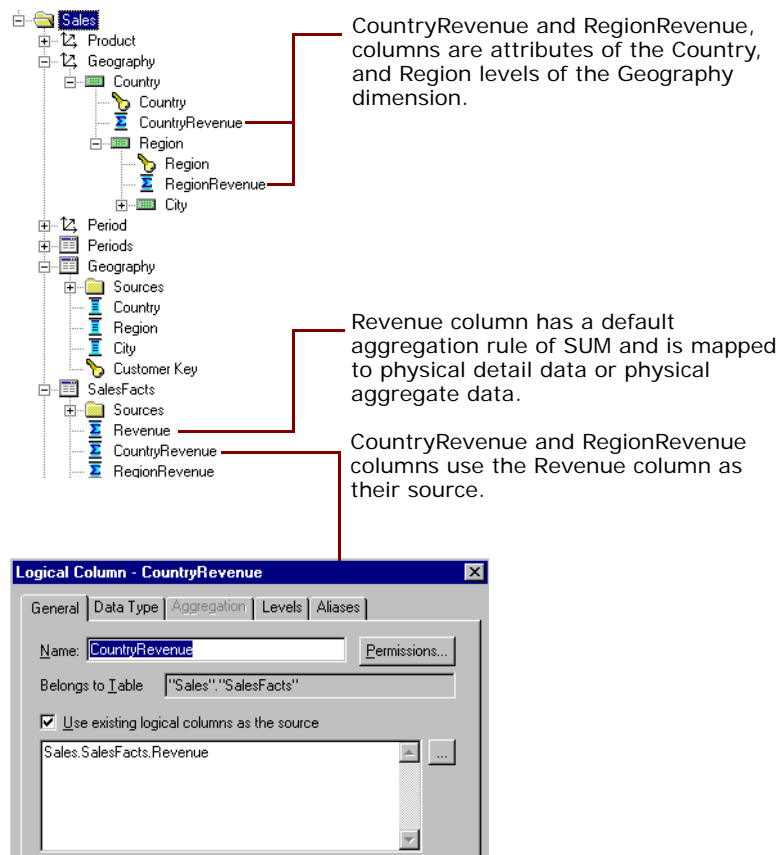 Sales
Product
Geography
Country
Country
CountryRevenue
Region
Region
RegionRevenue
City
Period
Periods
Geography
Sources
Country
Region
City
Customer Key
SalesFacts
Sources
Revenue
CountryRevenue
RegionRevenue
CountryRevenue and RegionRevenue,
columns are attributes of the Country,
and Region levels of the Geography
dimension.
Revenue column has a default
aggregation rule of SUM and is mapped
to physical detail data or physical
aggregate data.
CountryRevenue and RegionRevenue
columns use the Revenue column as
their source.
Logical Column - CountryRevenue
General Data Type Aggregation Levels Aliases
Name: CountryRevenue Permissions...
Belongs to Table "Sales"."SalesFacts"
Use existing logical columns as the source
Sales.SalesFacts.Revenue ...